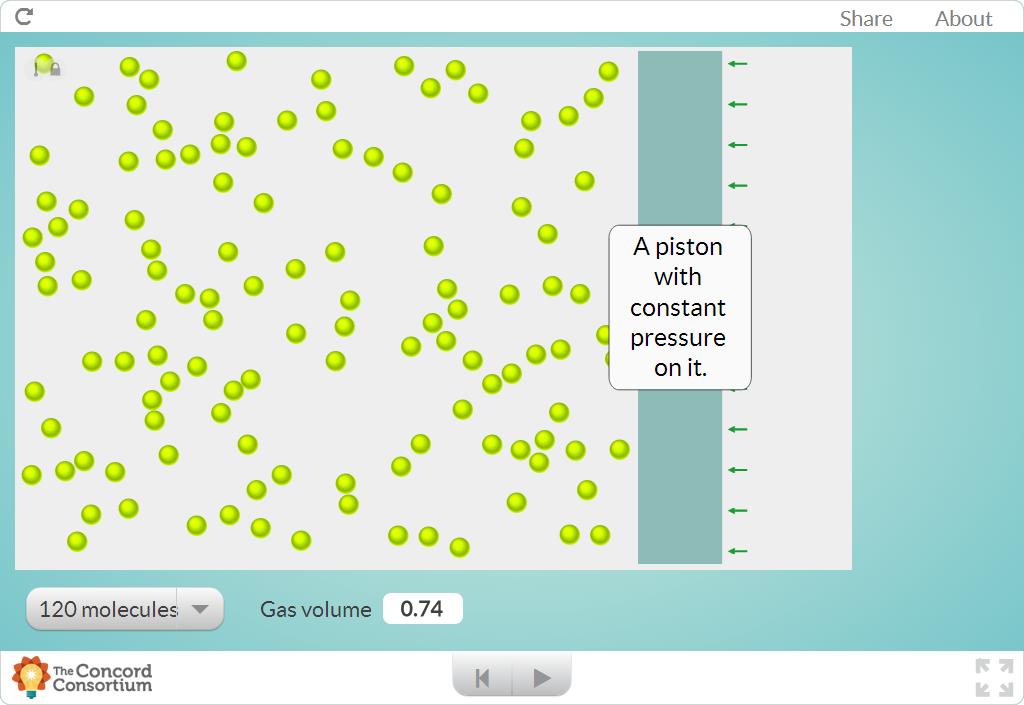 Share About
A piston
with
constant
pressure
on it.
120 molecules
Gas volume 0.74
The Concord
Consortium